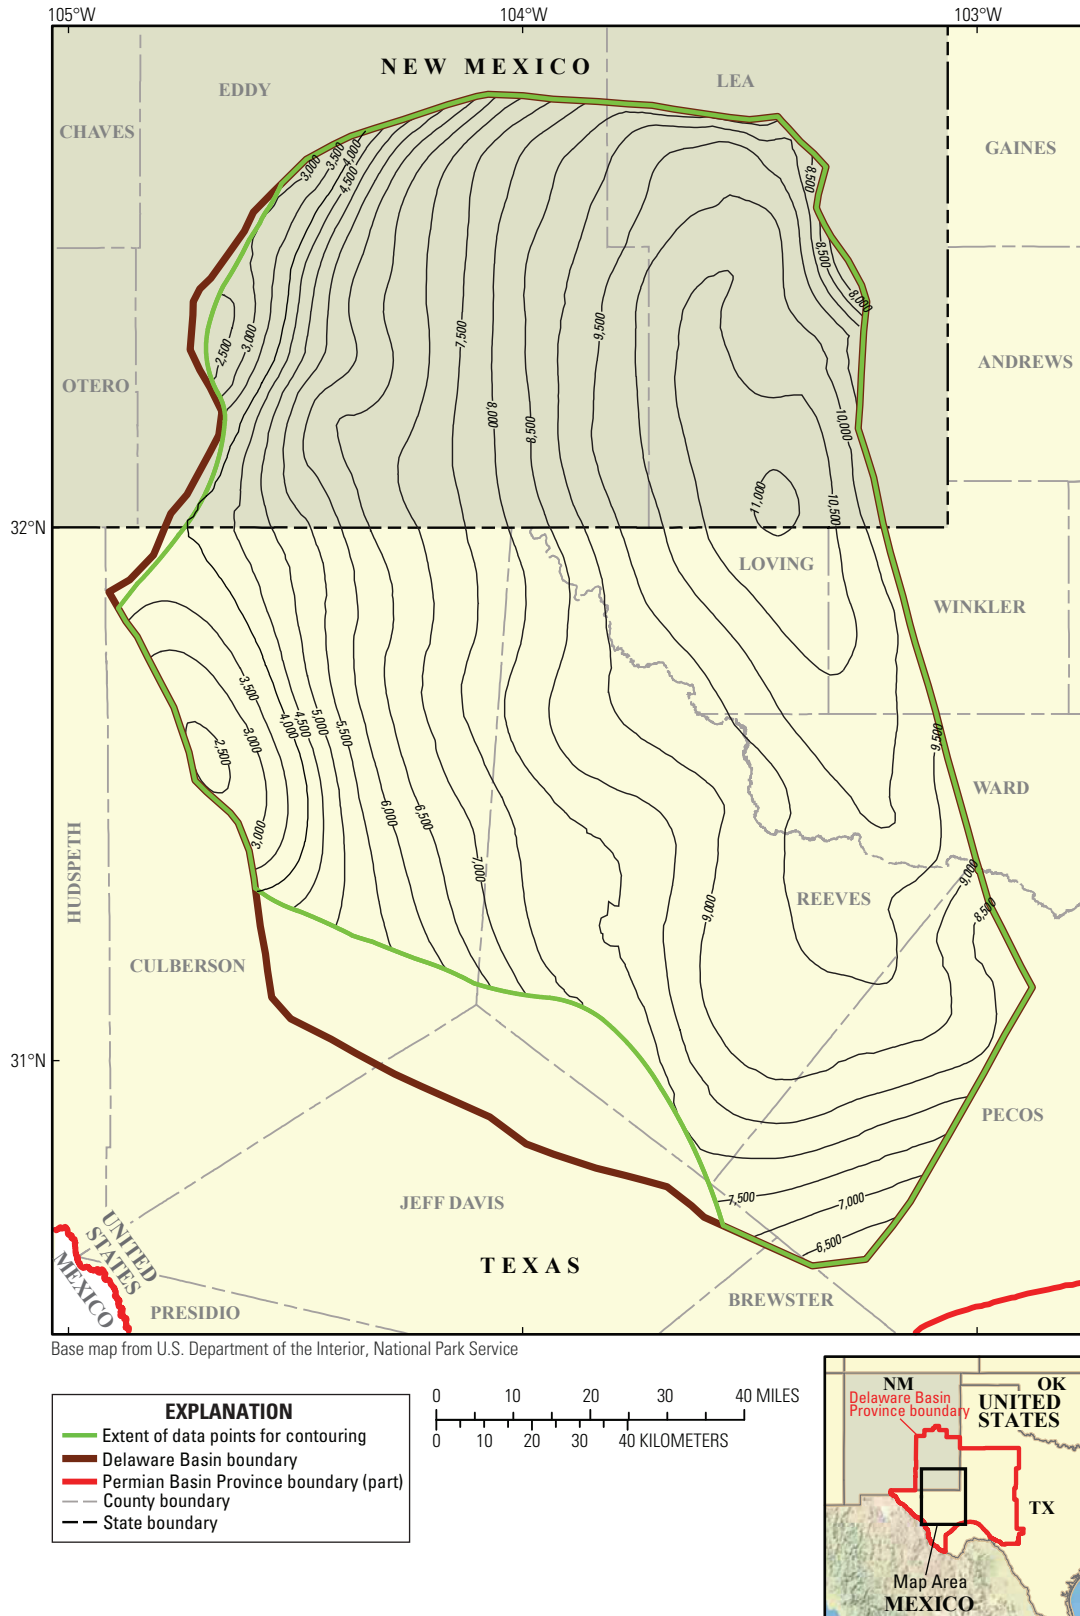 105°W
104°W
103°W
NEW MEXICO
EDDY
LEA
CHAVES
GAINES
3,000
3,500
4,000
4,500
8,500
8,500
8,000
2,500
3,000
7,500
9,500
OTERO
ANDREWS
8,000
8,500
10,000
11,000
10,500
32°N
LOVING
WINKLER
3,500
3,000
4,000
4,500
5,000
5,500
2,500
9,500
WARD
6,000
6,500
3,000
7,000
HUDSPETH
9,000
REEVES
9,000
8,500
CULBERSON
31°N
PECOS
JEFF DAVIS
7,500
7,000
6,500
UNITED
STATES
MEXICO
TEXAS
PRESIDIO
BREWSTER
Base map from U.S. Department of the Interior, National Park Service
EXPLANATION
Extent of data points for contouring
Delaware Basin boundary
Permian Basin Province boundary (part)
County boundary
State boundary
0 10 20 30 40 MILES
0 10 20 30 40 KILOMETERS
NM
OK
Delaware Basin
Province boundary
UNITED
STATES
TX
Map Area
MEXICO